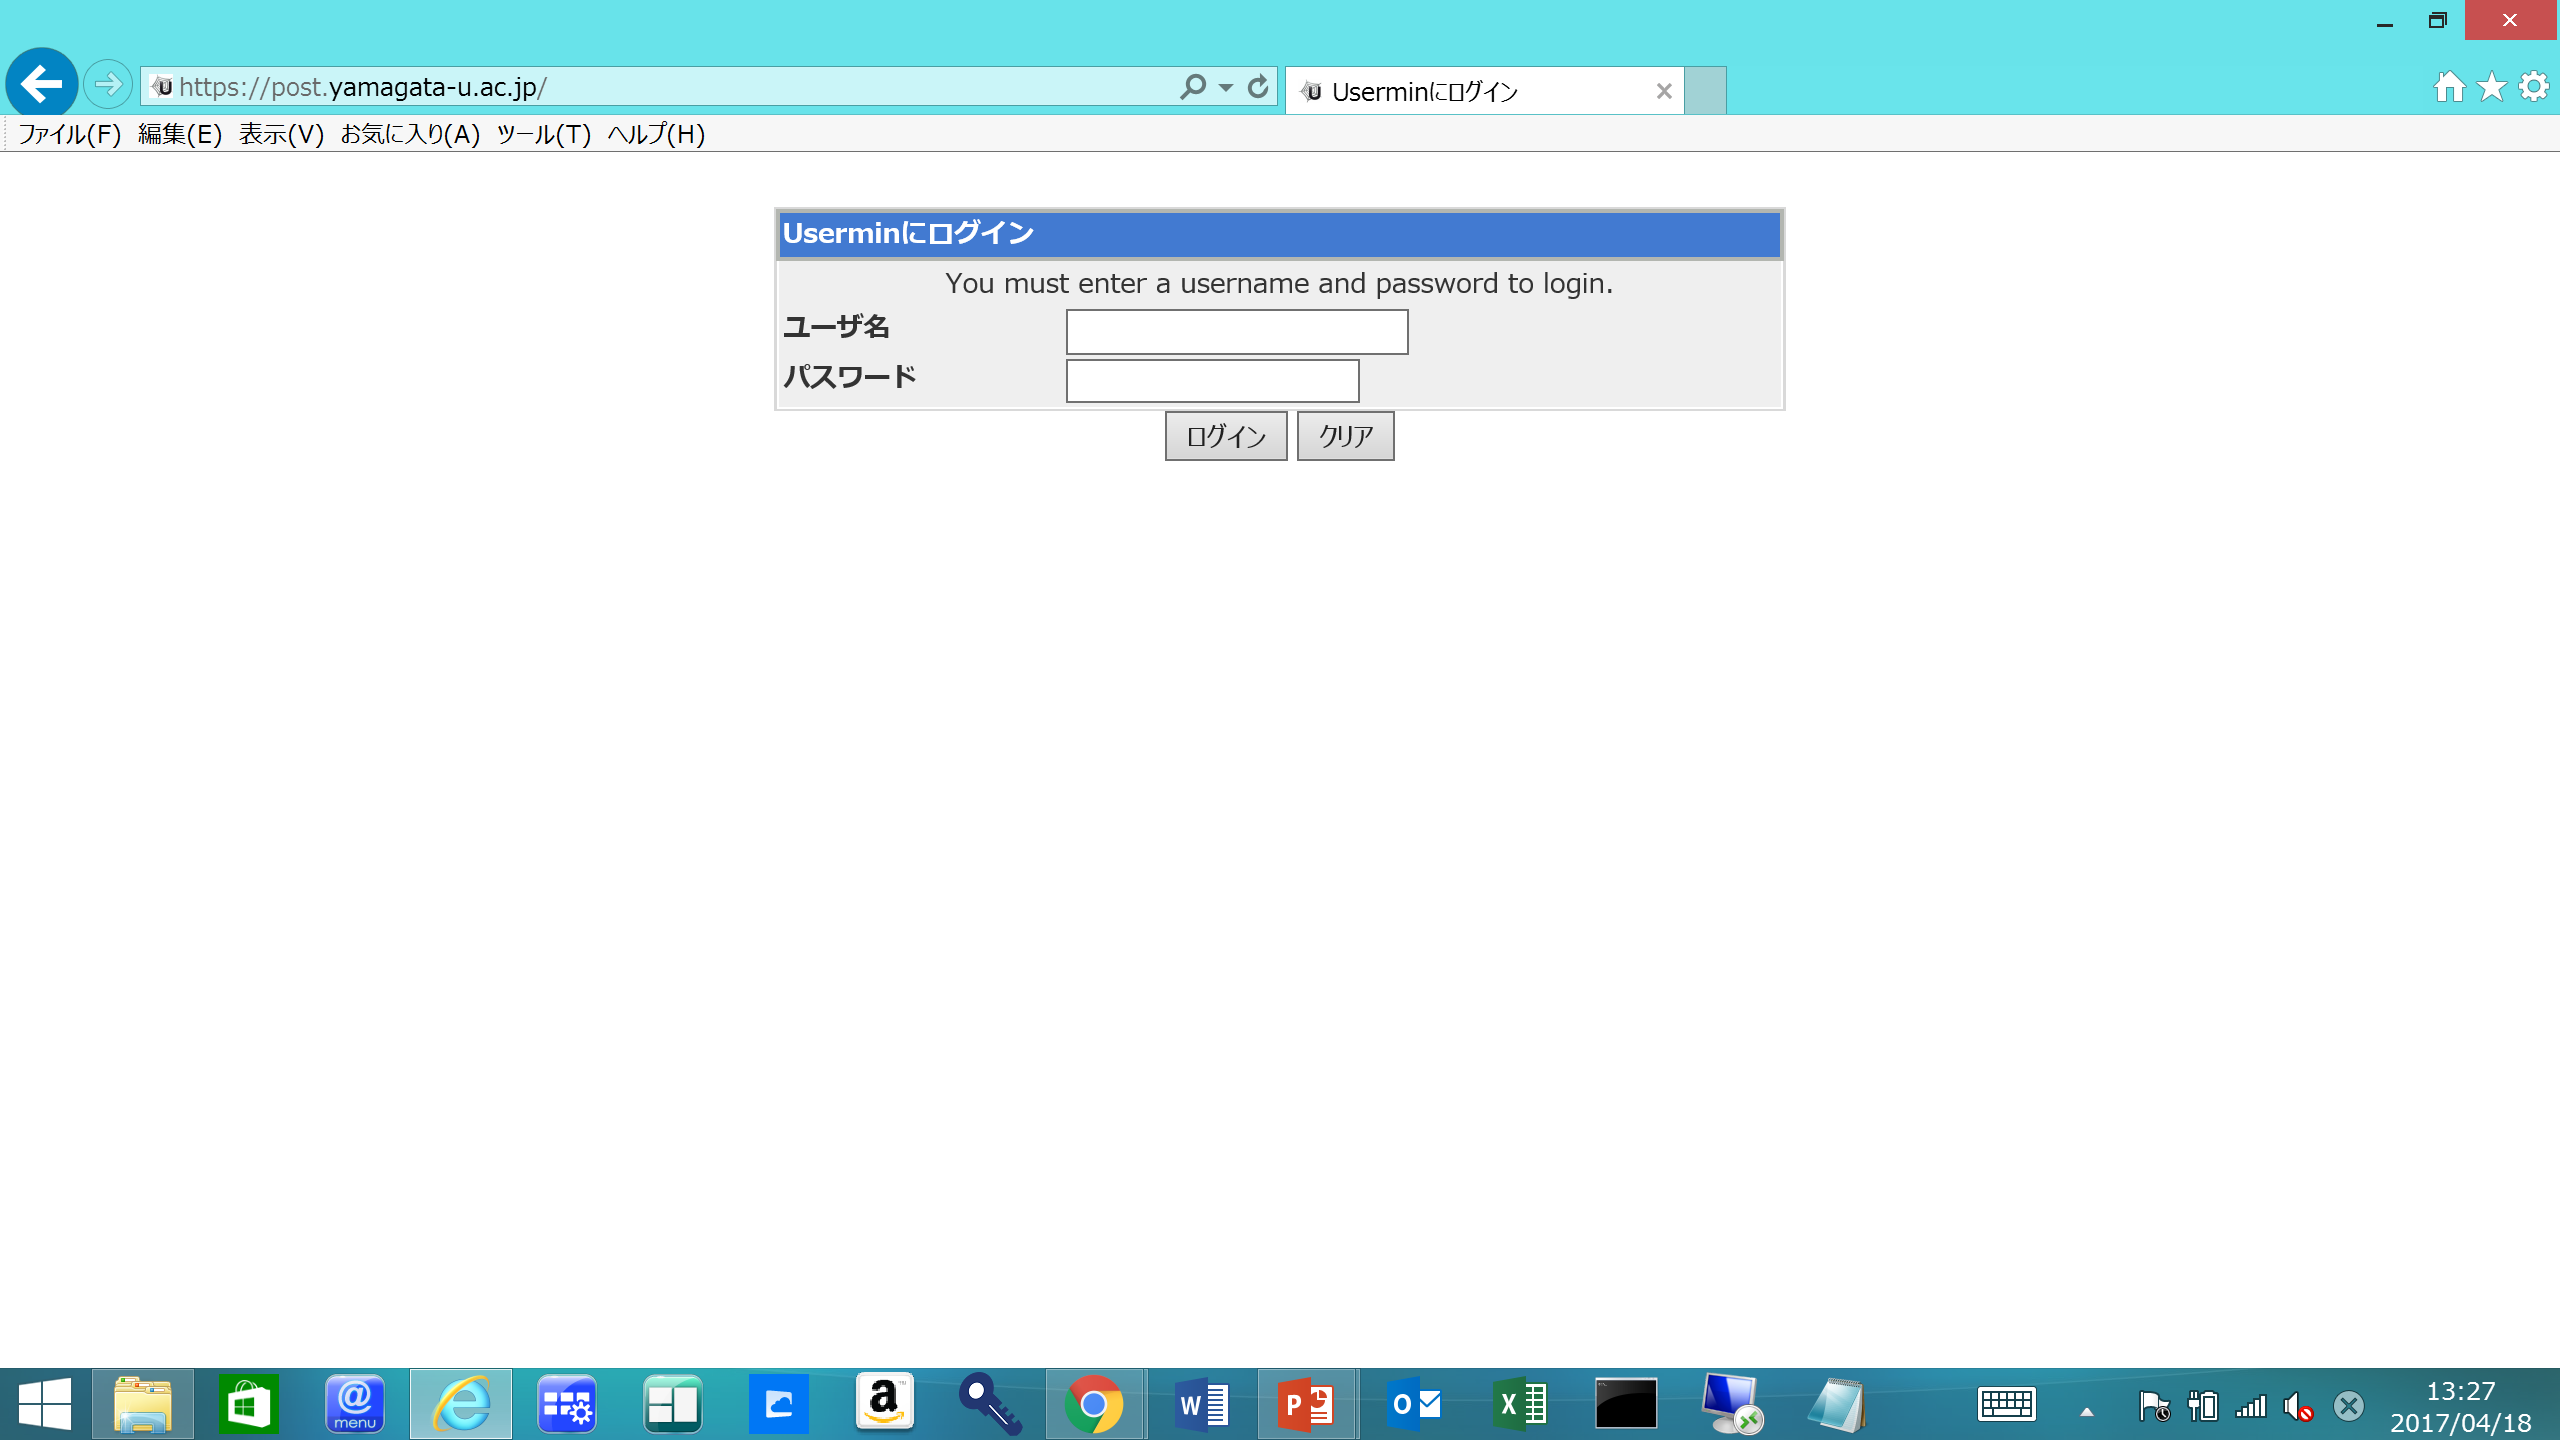 https://post.yamagata-u.ac.jp/
Userminにログイン
ファイル(F) 編集(E) 表示(V) お気に入り(A) ツール(T) ヘルプ(H)
Userminにログイン
You must enter a username and password to login.
ユーザ名
パスワード
ログイン クリア
@
menu
a
W
P
O
X
13:27
2017/04/18